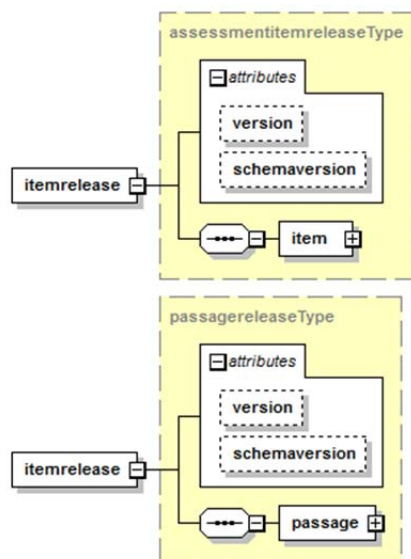 assessmentitemreleaseType
attributes
version
schemaversion
itemrelease
item
passagereleaseType
attributes
version
schemaversion
itemrelease
passage